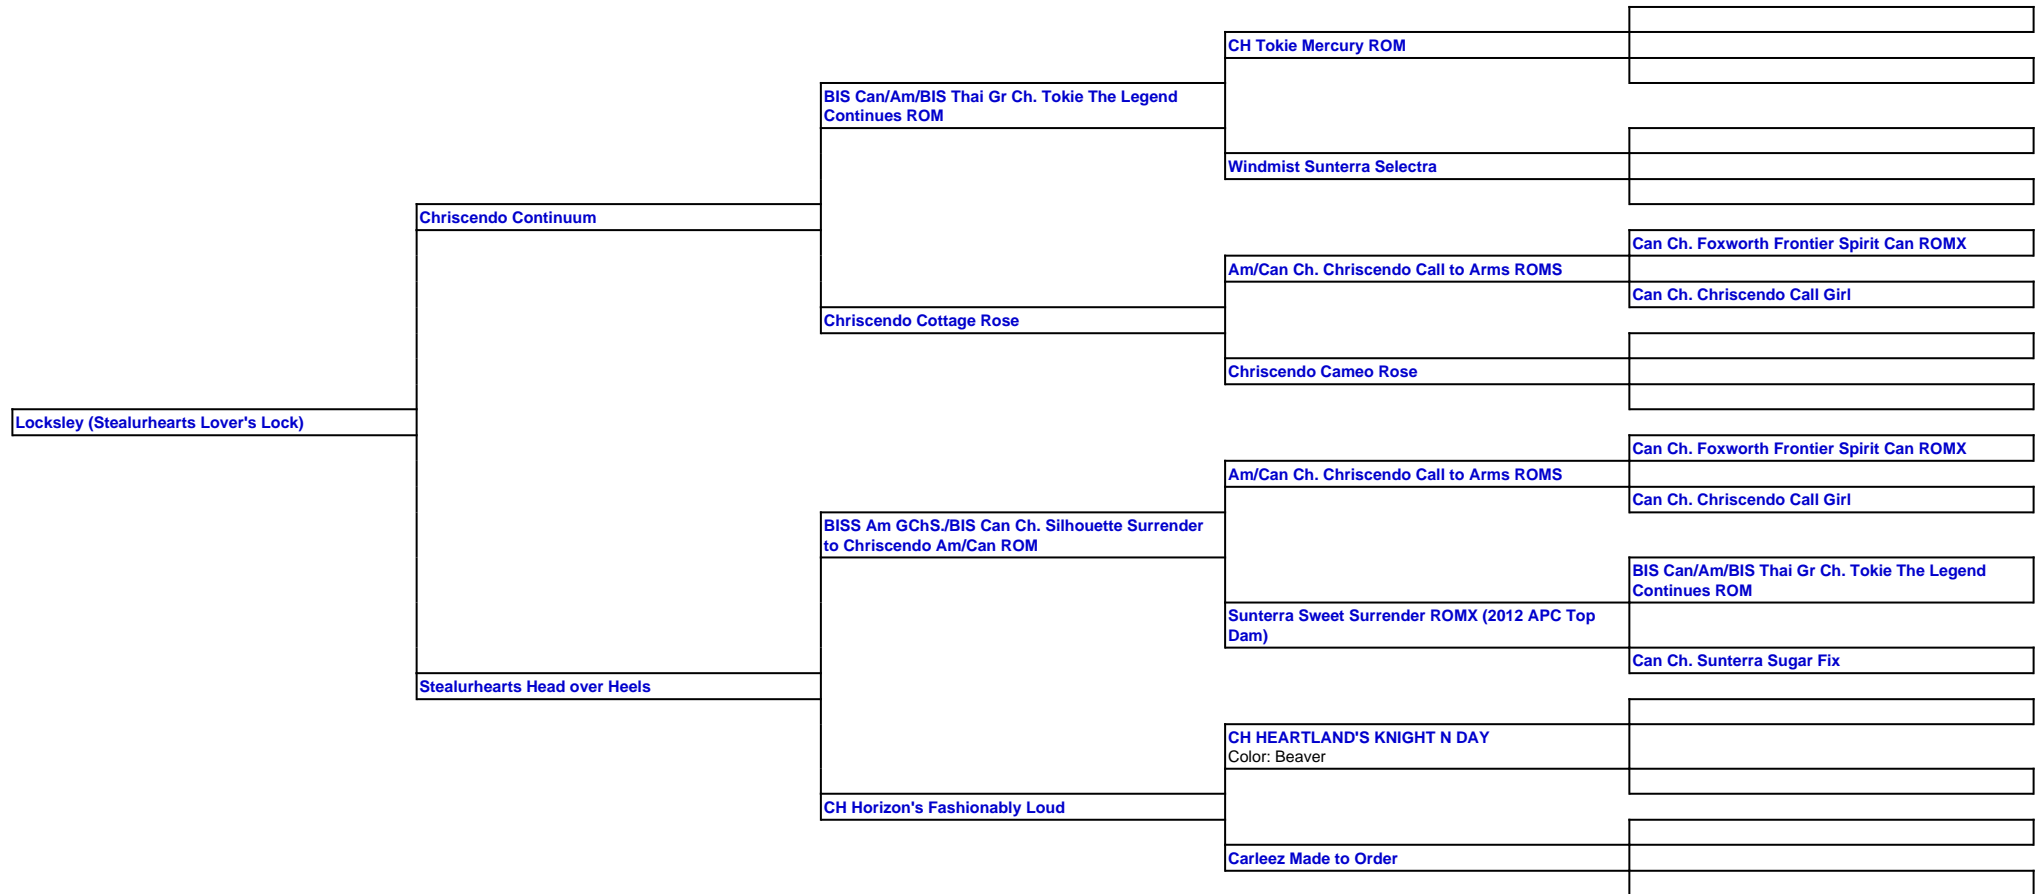 CH Tokie Mercury ROM
BIS Can/Am/BIS Thai Gr Ch. Tokie The Legend
Continues ROM
Windmist Sunterra Selectra
Chriscendo Continuum
Can Ch. Foxworth Frontier Spirit Can ROMX
Am/Can Ch. Chriscendo Call to Arms ROMS
Can Ch. Chriscendo Call Girl
Chriscendo Cottage Rose
Chriscendo Cameo Rose
Locksley (Stealurhearts Lover's Lock)
Can Ch. Foxworth Frontier Spirit Can ROMX
Am/Can Ch. Chriscendo Call to Arms ROMS
Can Ch. Chriscendo Call Girl
BISS Am GChS./BIS Can Ch. Silhouette Surrender
to Chriscendo Am/Can ROM
BIS Can/Am/BIS Thai Gr Ch. Tokie The Legend
Continues ROM
Sunterra Sweet Surrender ROMX (2012 APC Top
Dam)
Can Ch. Sunterra Sugar Fix
Stealurhearts Head over Heels
CH HEARTLAND'S KNIGHT N DAY
Color: Beaver
CH Horizon's Fashionably Loud
Carleez Made to Order